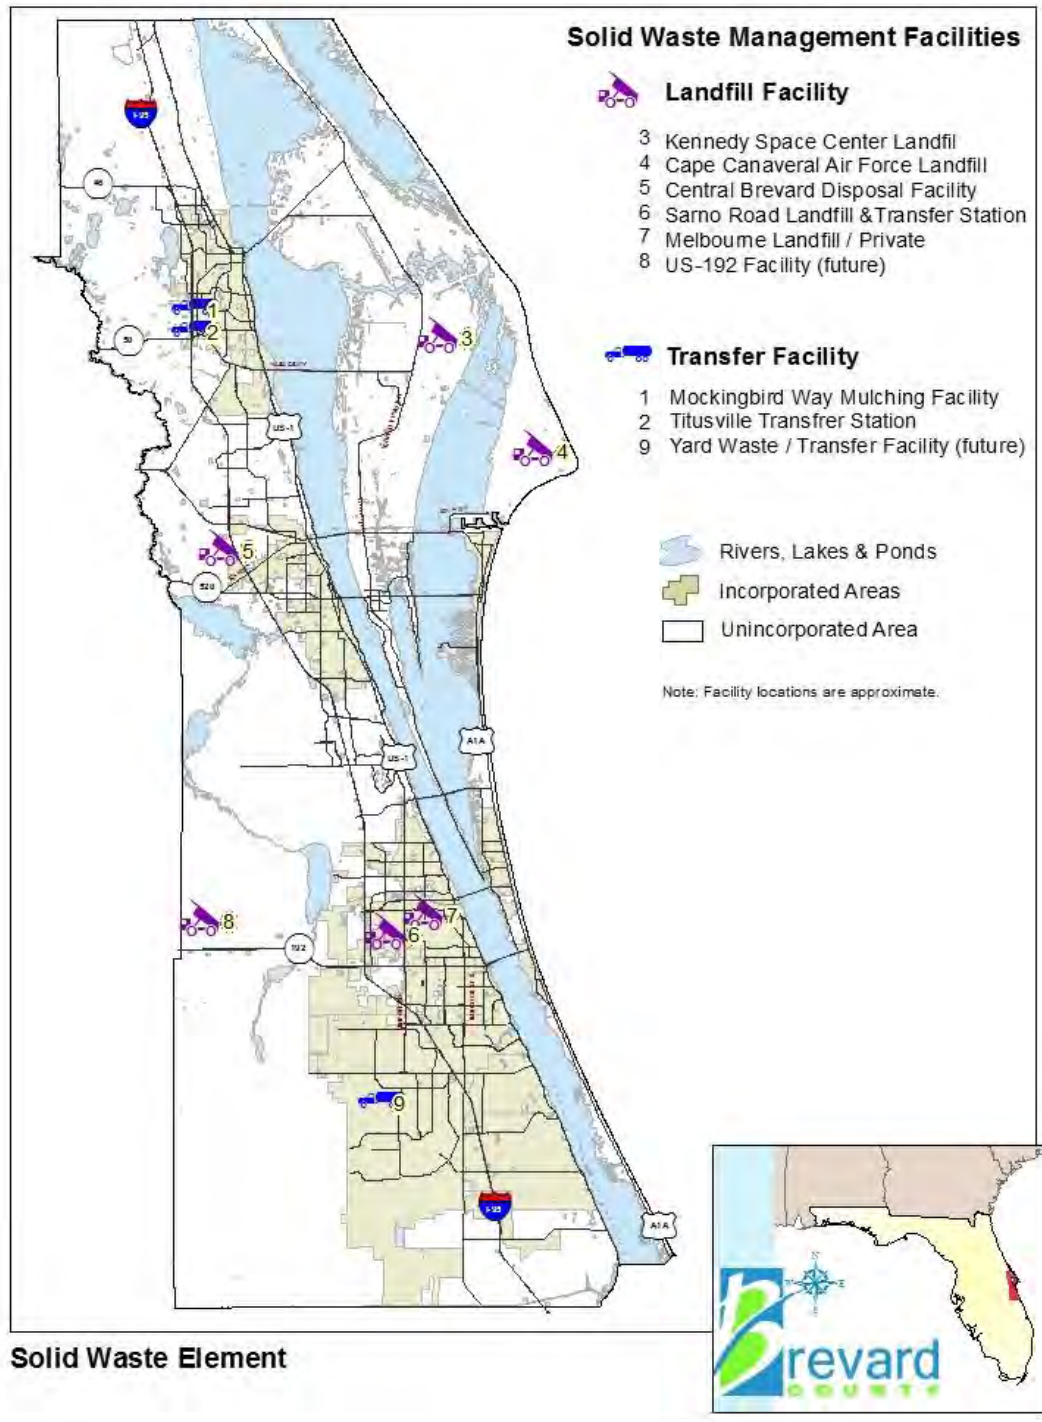 Solid Waste Management Facilities
Landfill Facility
3 Kennedy Space Center Landfil
4 Cape Canaveral Air Force Landfill
5 Central Brevard Disposal Facility
6 Sarno Road Landfill &Transfer Station
7 Melbourne Landfill / Private
8 US-192 Facility (future)
Transfer Facility
1 Mockingbird Way Mulching Facility
2 Titusville Transfrer Station
9 Yard Waste / Transfer Facility (future)
Rivers, Lakes & Ponds
Incorporated Areas
Unincorporated Area
Note: Facility locations are approximate.
I-95
46
1
2
50
3
US-1
4
5
520
A1A
US-1
8
7
6
192
9
I-95
A1A
N
W
E
S
Brevard
COUNTY
Solid Waste Element